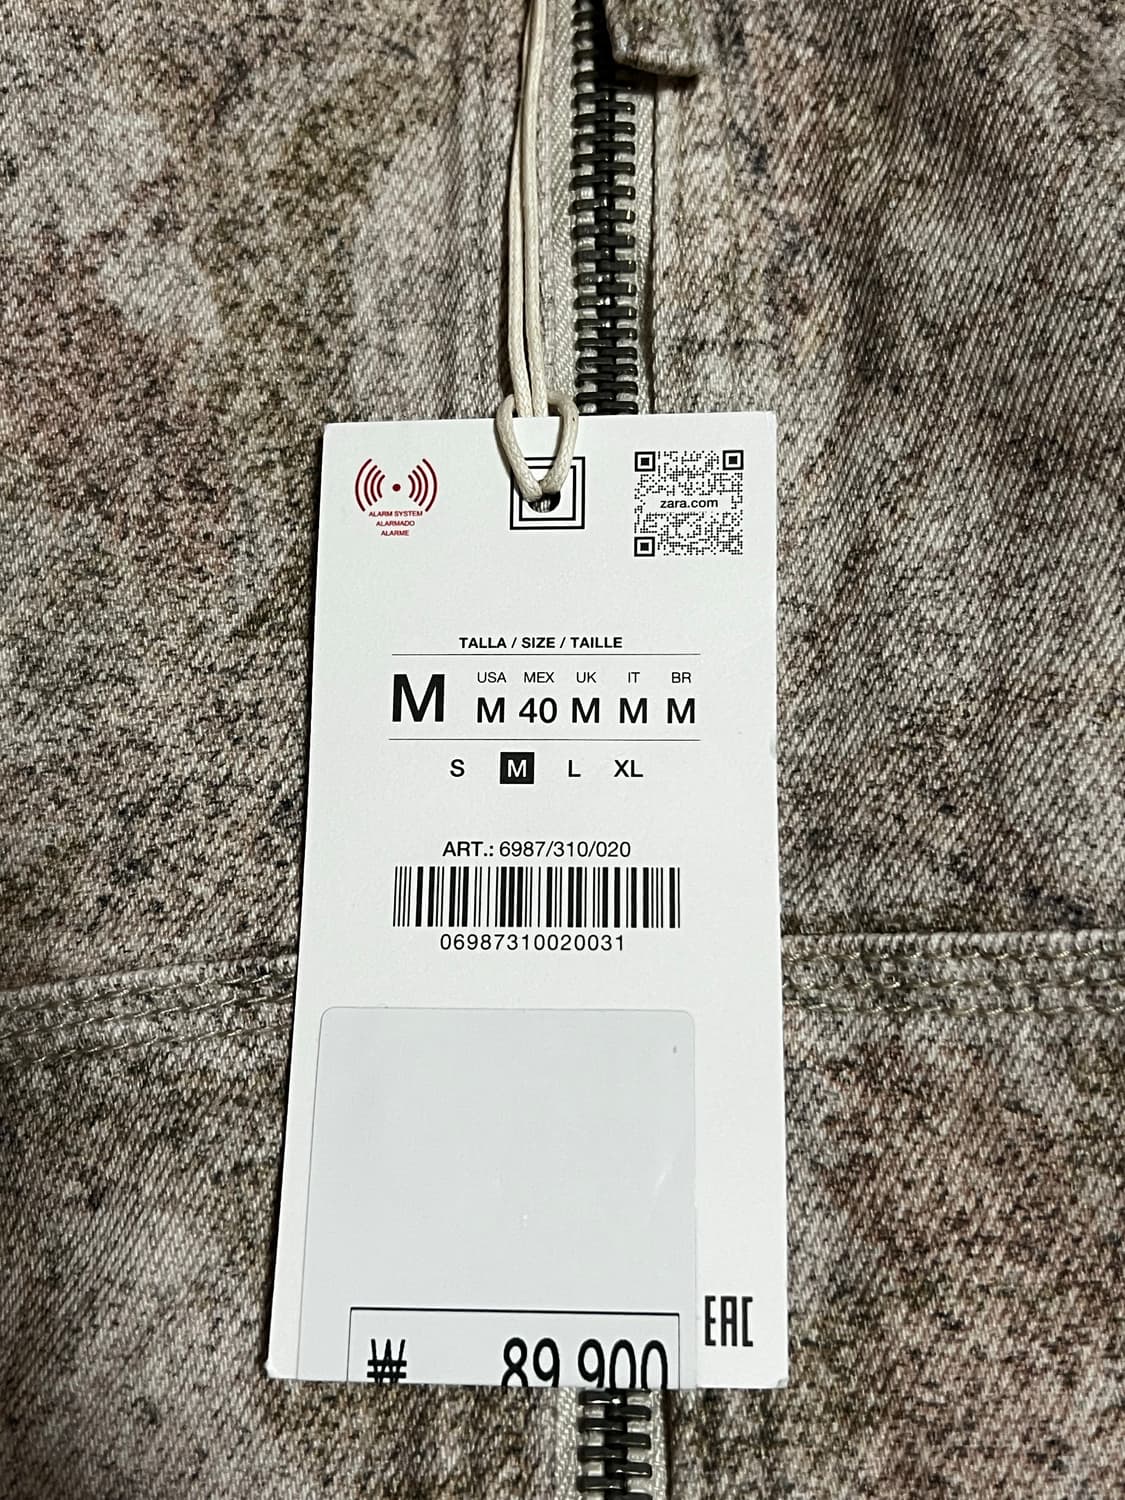 ALARM SYSTEM
ALARMADO
ALARME
zara.com
TALLA / SIZE / TAILLE
M
USA MEX UK IT BR
M 40 M M M
S M L XL
ART.: 6987/310/020
06987310020031
EAC
₩ 89,900